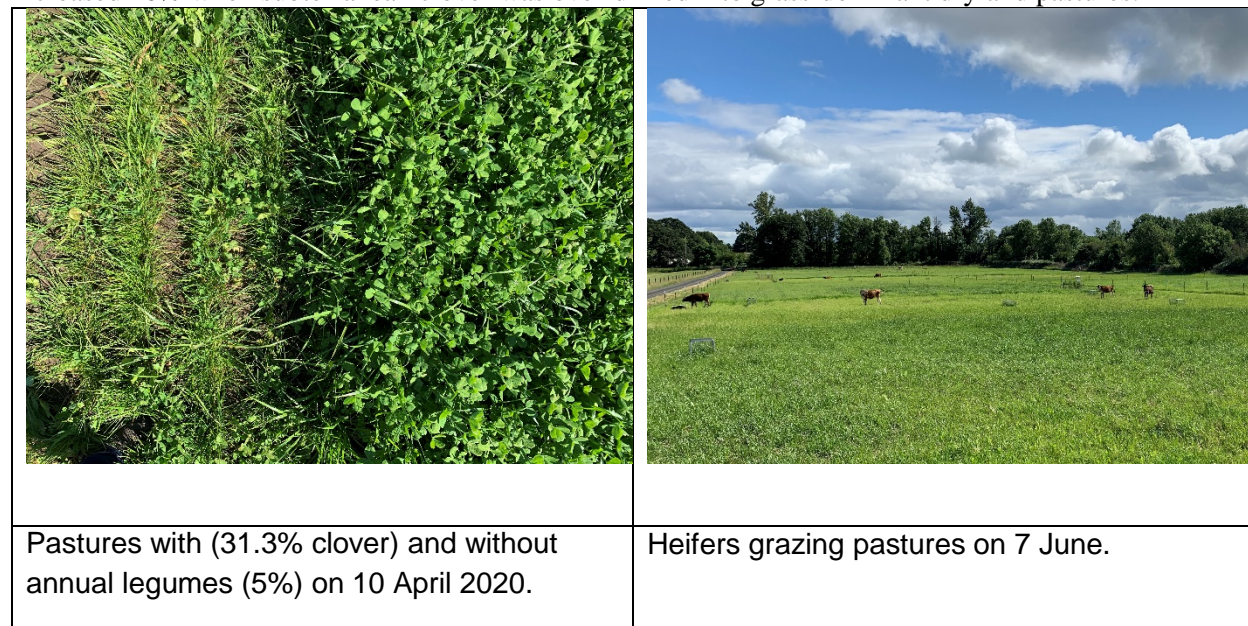 Pastures with (31.3% clover) and without
annual legumes (5%) on 10 April 2020.
Heifers grazing pastures on 7 June.